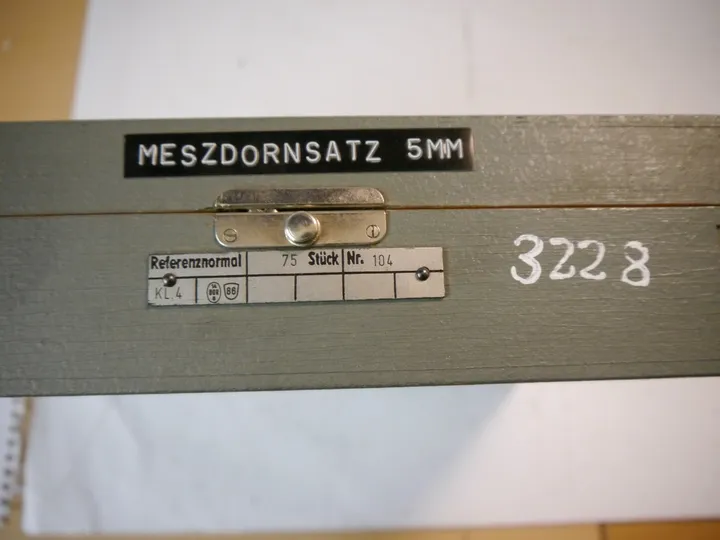 MESZDORNSATZ 5MM
Referenznormal 75 Stück Nr. 104
KL.4 86
3228